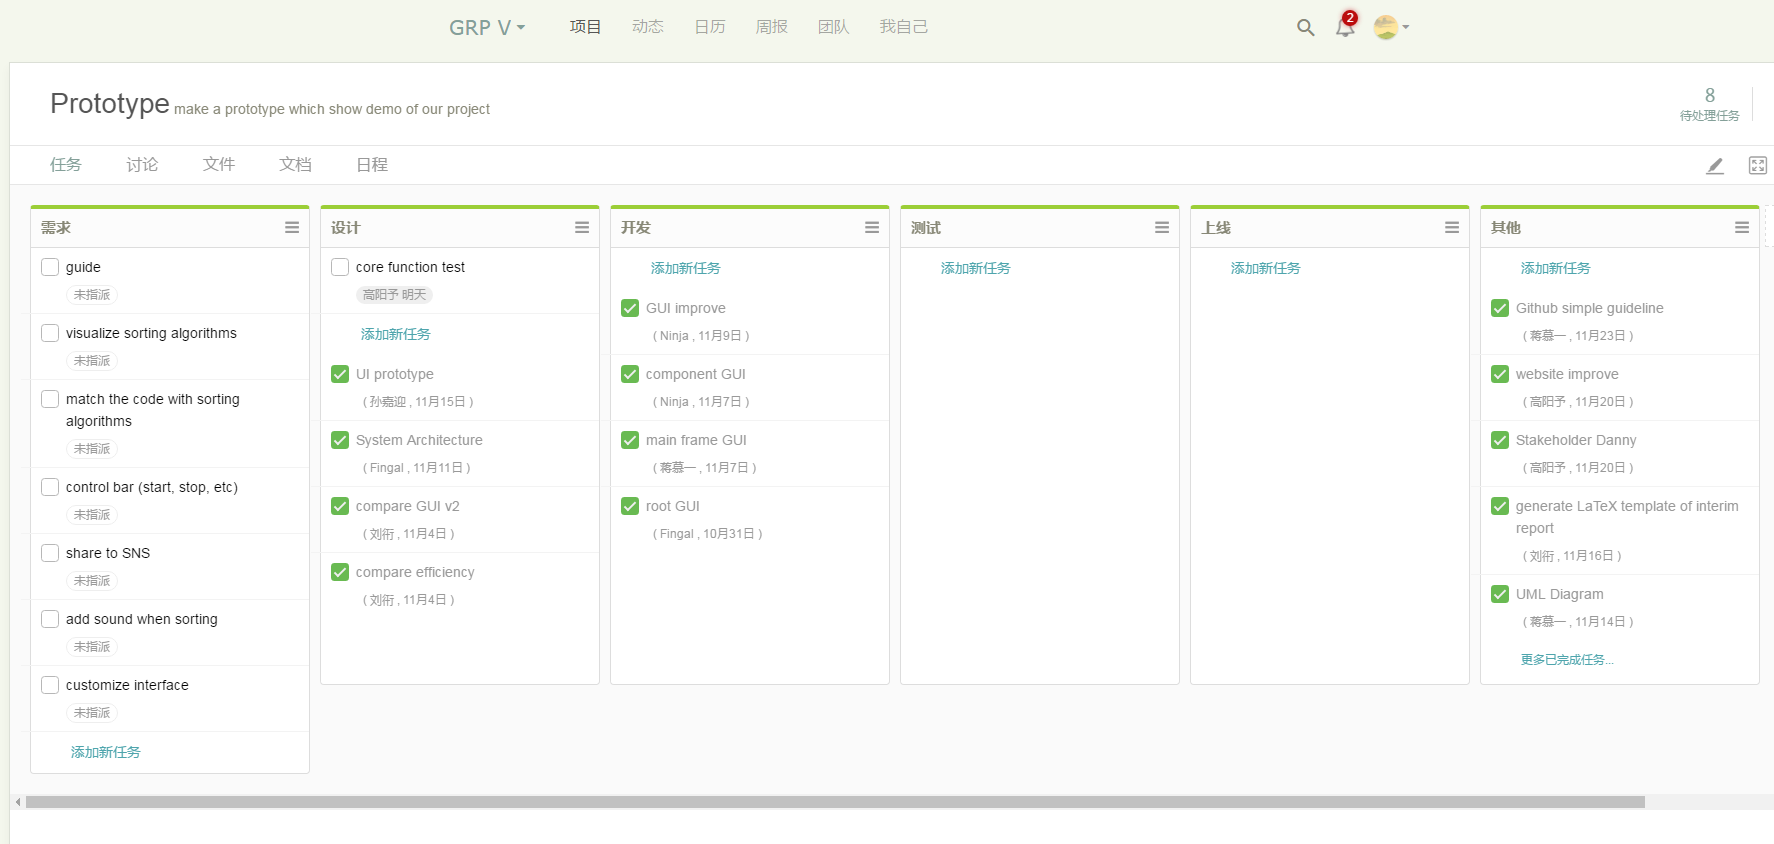 GRP V 项目 动态 日历 周报 团队 我自己 2
Prototype make a prototype which show demo of our project
8
待处理任务
任务 讨论 文件 文档 日程
需求
guide
未指派
visualize sorting algorithms
未指派
match the code with sorting
algorithms
未指派
control bar (start, stop, etc)
未指派
share to SNS
未指派
add sound when sorting
未指派
customize interface
未指派
添加新任务
设计
core function test
高阳予 明天
添加新任务
UI prototype
( 孙嘉迎 , 11月15日 )
System Architecture
( Fingal , 11月11日 )
compare GUI v2
( 刘衎 , 11月4日 )
compare efficiency
( 刘衎 , 11月4日 )
开发
添加新任务
GUI improve
( Ninja , 11月9日 )
component GUI
( Ninja , 11月7日 )
main frame GUI
( 蒋慕一 , 11月7日 )
root GUI
( Fingal , 10月31日 )
测试
添加新任务
上线
添加新任务
其他
添加新任务
Github simple guideline
( 蒋慕一 , 11月23日 )
website improve
( 高阳予 , 11月20日 )
Stakeholder Danny
( 高阳予 , 11月20日 )
generate LaTeX template of interim
report
( 刘衎 , 11月16日 )
UML Diagram
( 蒋慕一 , 11月14日 )
更多已完成任务...